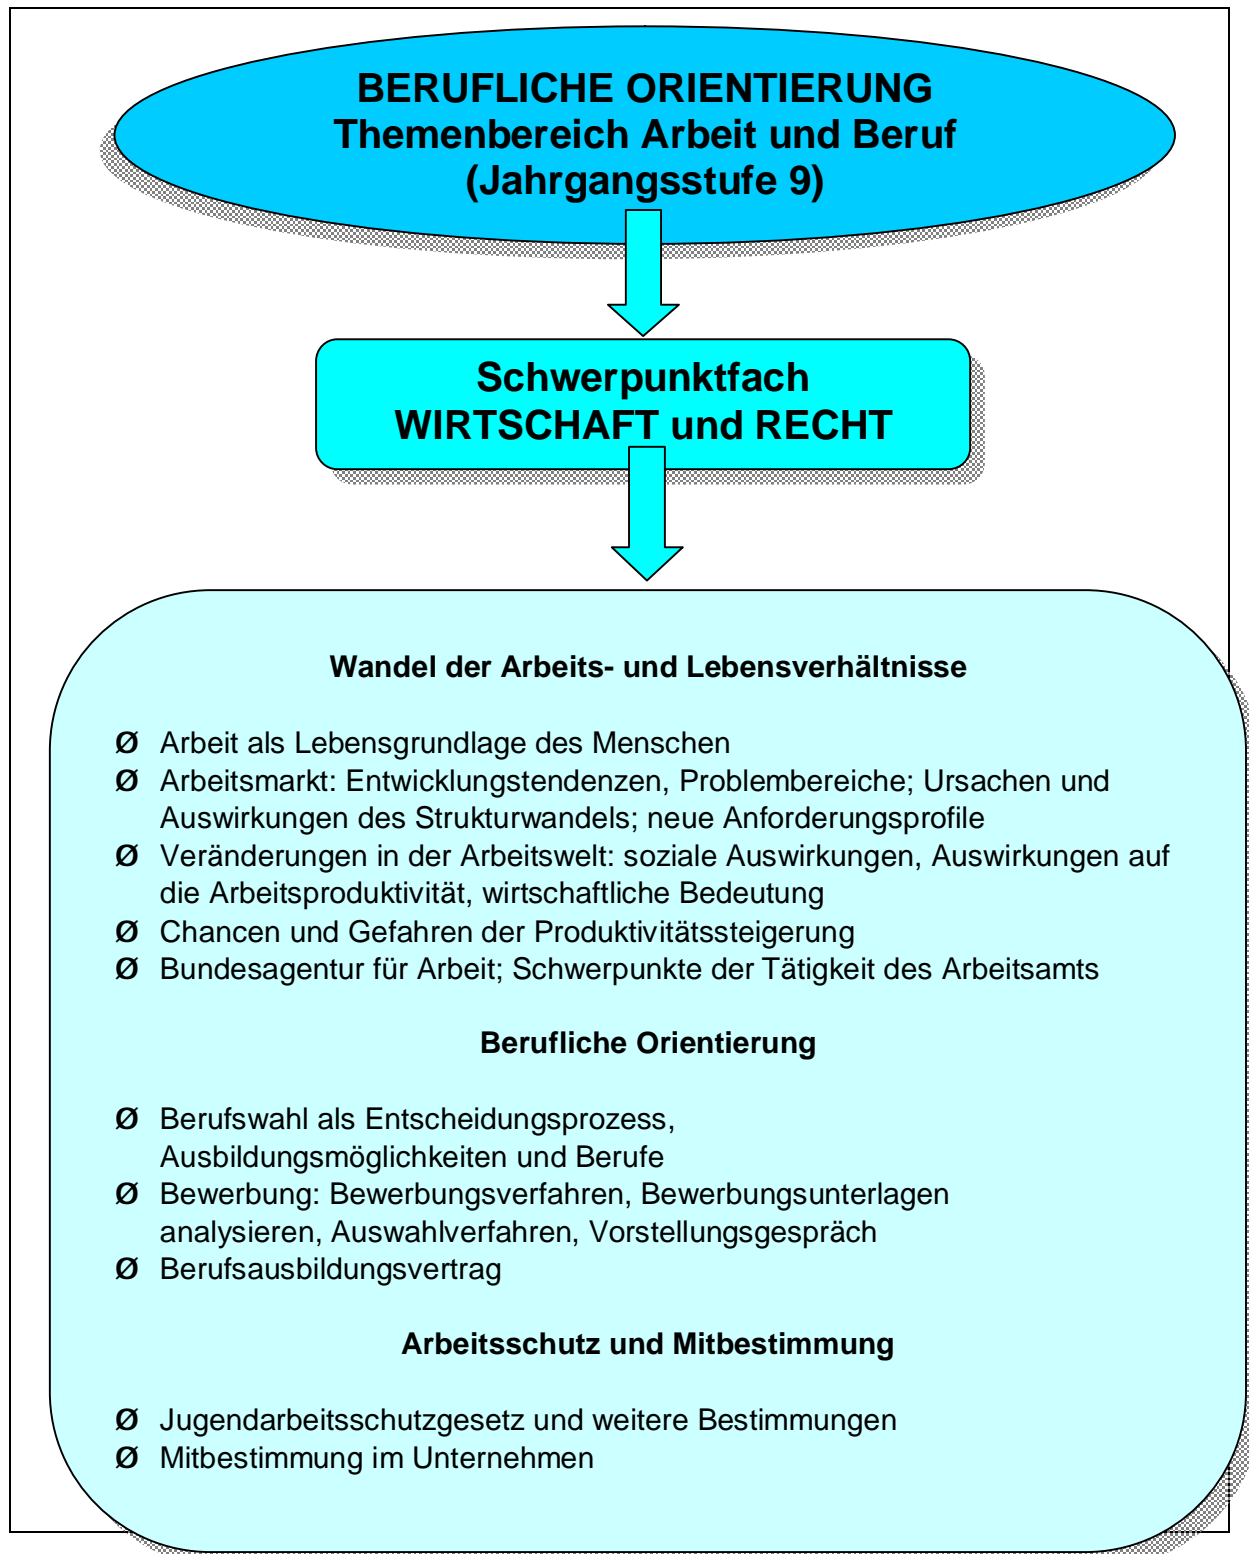 BERUFLICHE ORIENTIERUNG
Themenbereich Arbeit und Beruf
(Jahrgangsstufe 9)
Schwerpunktfach
WIRTSCHAFT und RECHT
Wandel der Arbeits- und Lebensverhältnisse
Ø Arbeit als Lebensgrundlage des Menschen
Ø Arbeitsmarkt: Entwicklungstendenzen, Problembereiche; Ursachen und
Auswirkungen des Strukturwandels; neue Anforderungsprofile
Ø Veränderungen in der Arbeitswelt: soziale Auswirkungen, Auswirkungen auf
die Arbeitsproduktivität, wirtschaftliche Bedeutung
Ø Chancen und Gefahren der Produktivitätssteigerung
Ø Bundesagentur für Arbeit; Schwerpunkte der Tätigkeit des Arbeitsamts
Berufliche Orientierung
Ø Berufswahl als Entscheidungsprozess,
Ausbildungsmöglichkeiten und Berufe
Ø Bewerbung: Bewerbungsverfahren, Bewerbungsunterlagen
analysieren, Auswahlverfahren, Vorstellungsgespräch
Ø Berufsausbildungsvertrag
Arbeitsschutz und Mitbestimmung
Ø Jugendarbeitsschutzgesetz und weitere Bestimmungen
Ø Mitbestimmung im Unternehmen